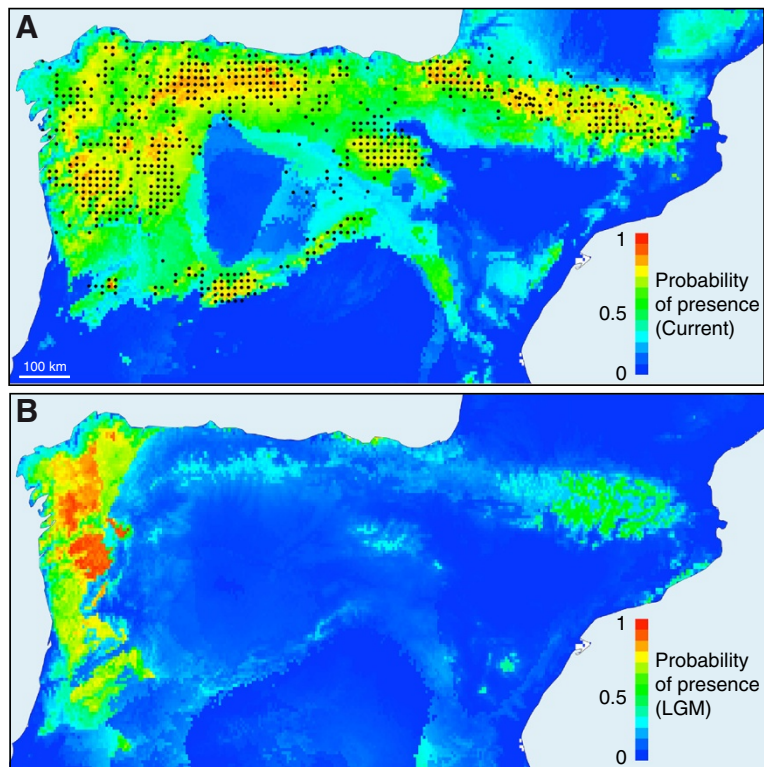 A
1
Probability
0.5
of presence
(Current)
0
100 km
B
1
Probability
of presence
0.5
(LGM)
0